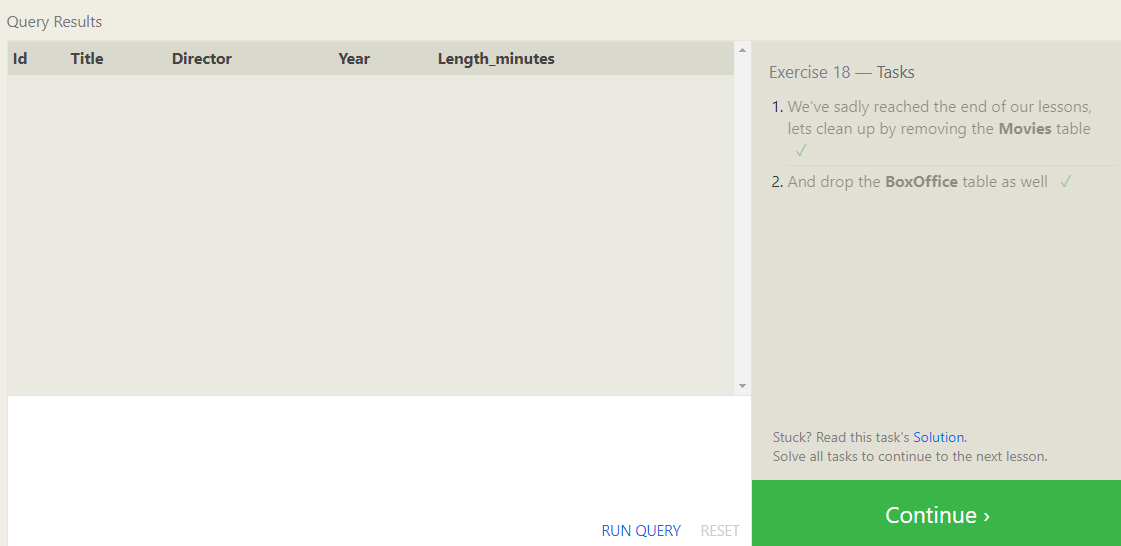 Query Results
Id Title Director Year Length_minutes
Exercise 18 — Tasks
1. We've sadly reached the end of our lessons,
lets clean up by removing the Movies table
✓
2. And drop the BoxOffice table as well ✓
Stuck? Read this task's Solution.
Solve all tasks to continue to the next lesson.
RUN QUERY RESET
Continue ›